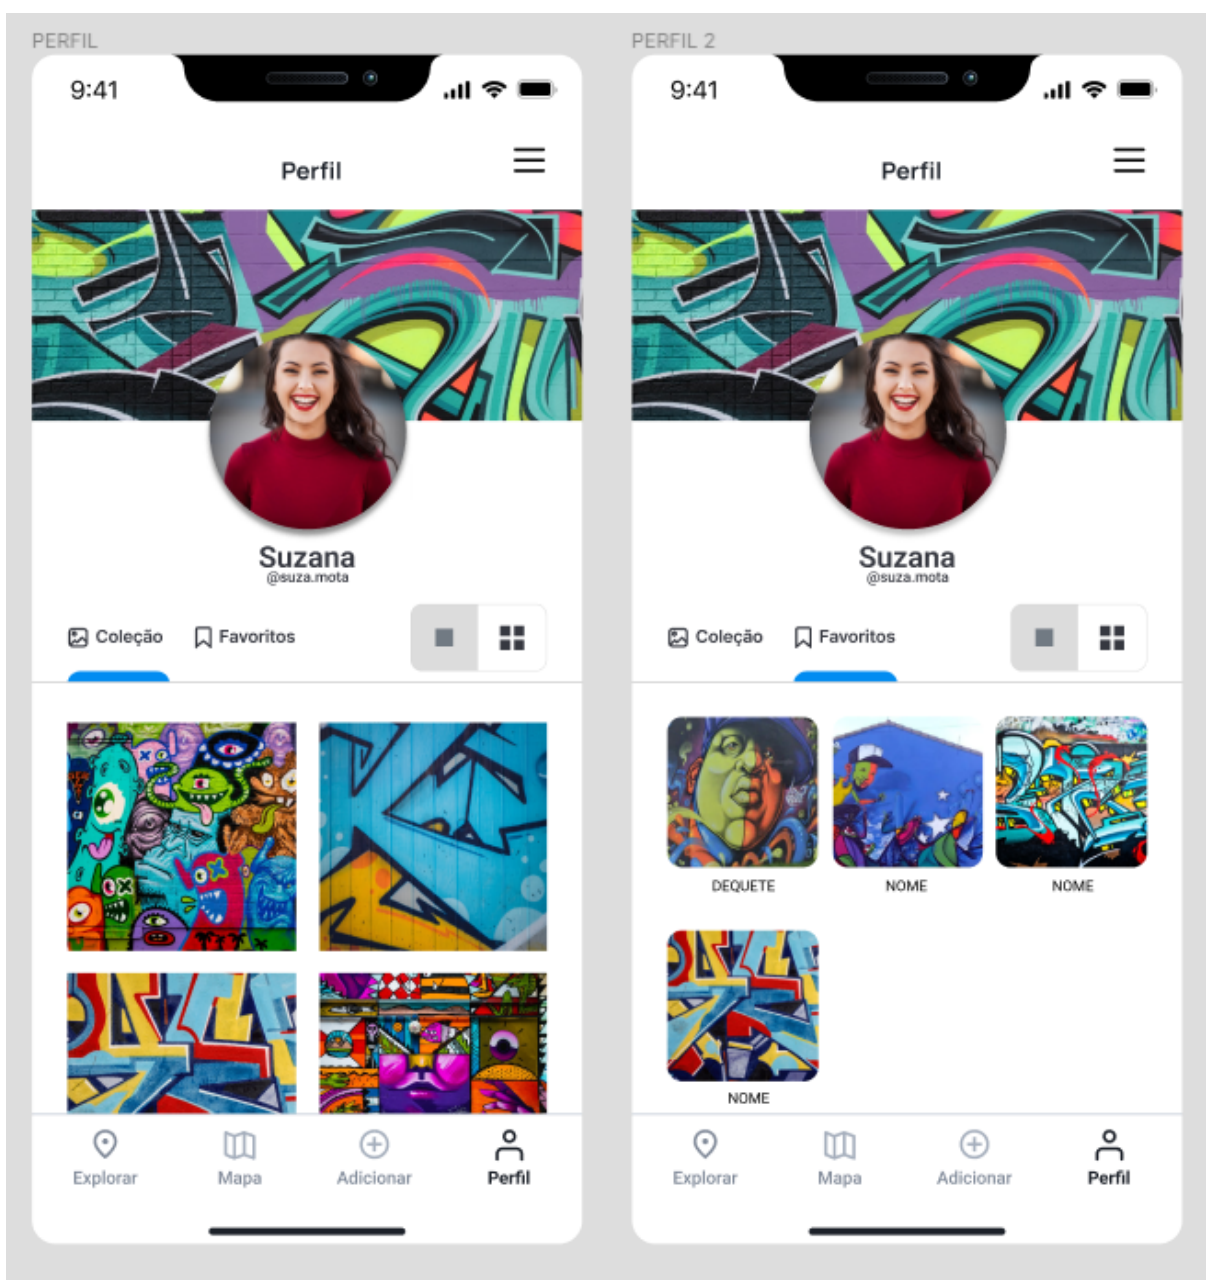 PERFIL
9:41
Perfil
Suzana
@suza.mota
Coleção Favoritos
Explorar Mapa Adicionar Perfil
PERFIL 2
9:41
Perfil
Suzana
@suza.mota
Coleção Favoritos
DEQUETE NOME NOME
NOME
Explorar Mapa Adicionar Perfil